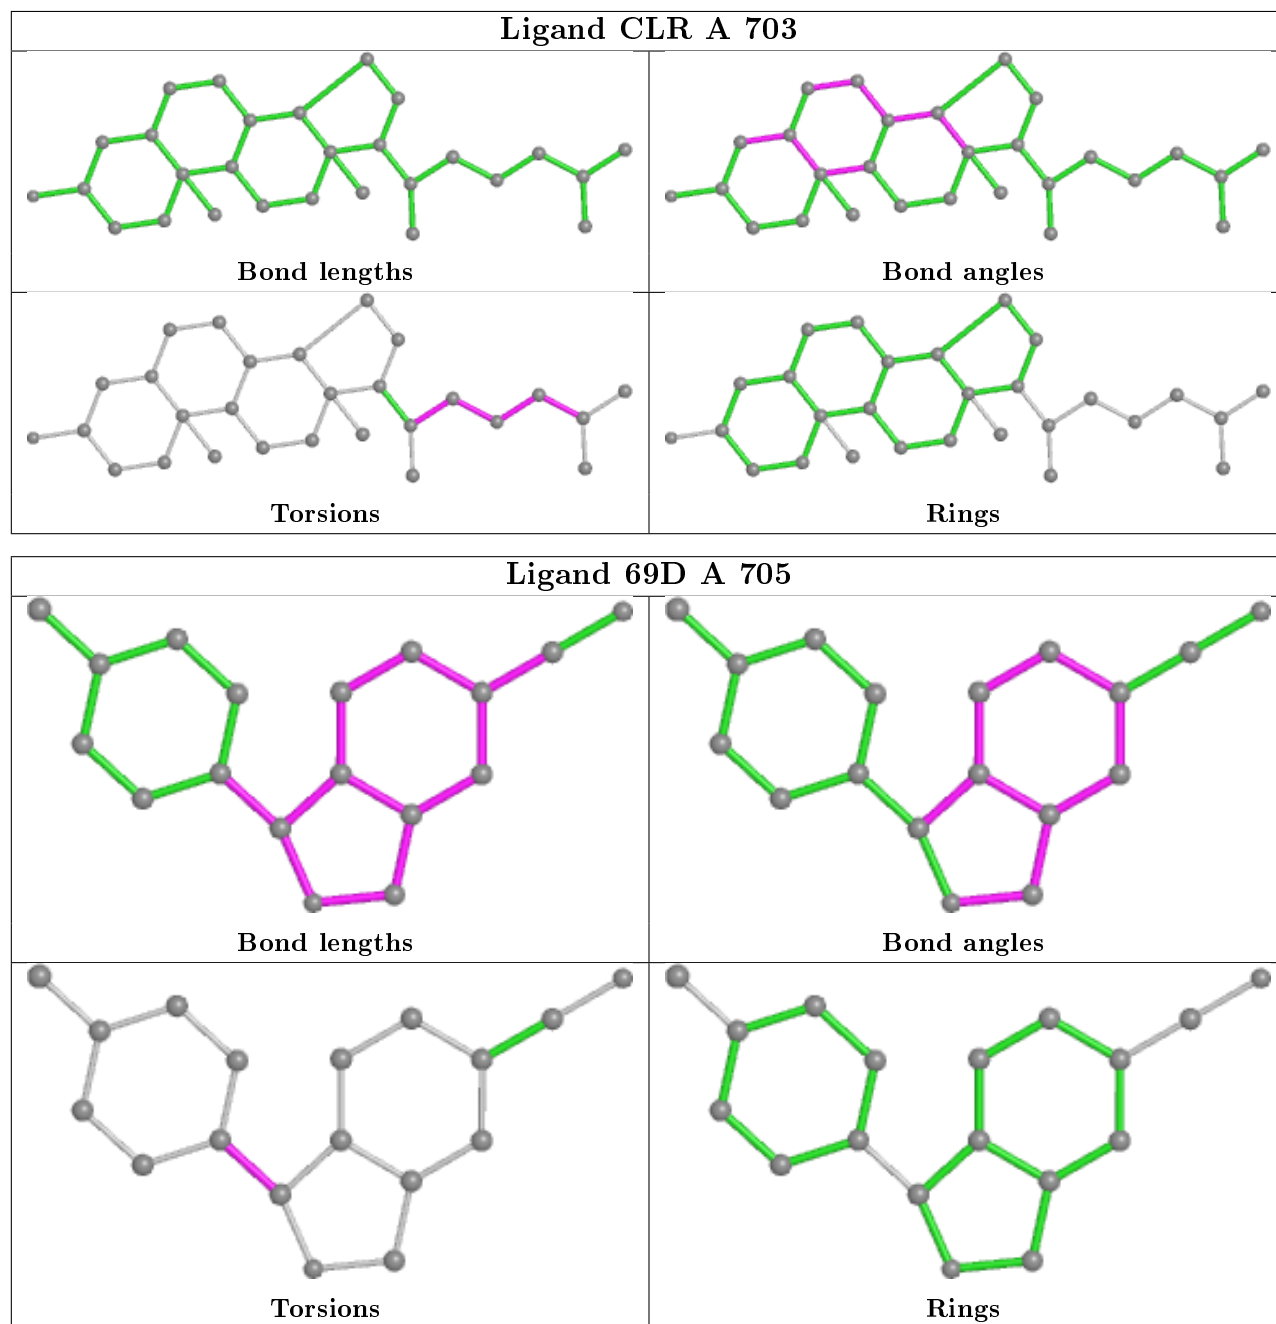 Ligand CLR A 703
Bond lengths
Bond angles
Torsions
Rings
Ligand 69D A 705
Bond lengths
Bond angles
Torsions
Rings